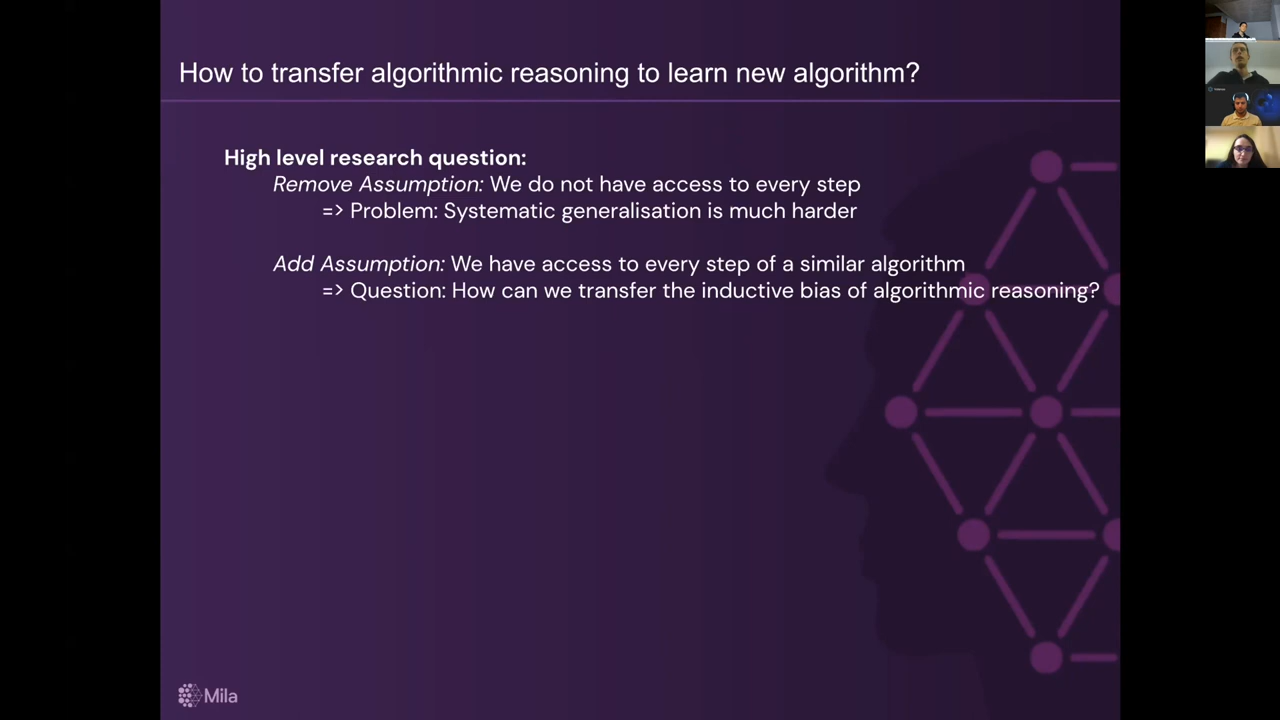 How to transfer algorithmic reasoning to learn new algorithm?
High level research question:
Remove Assumption: We do not have access to every step
=> Problem: Systematic generalisation is much harder
Add Assumption: We have access to every step of a similar algorithm
=> Question: How can we transfer the inductive bias of algorithmic reasoning?
Mila